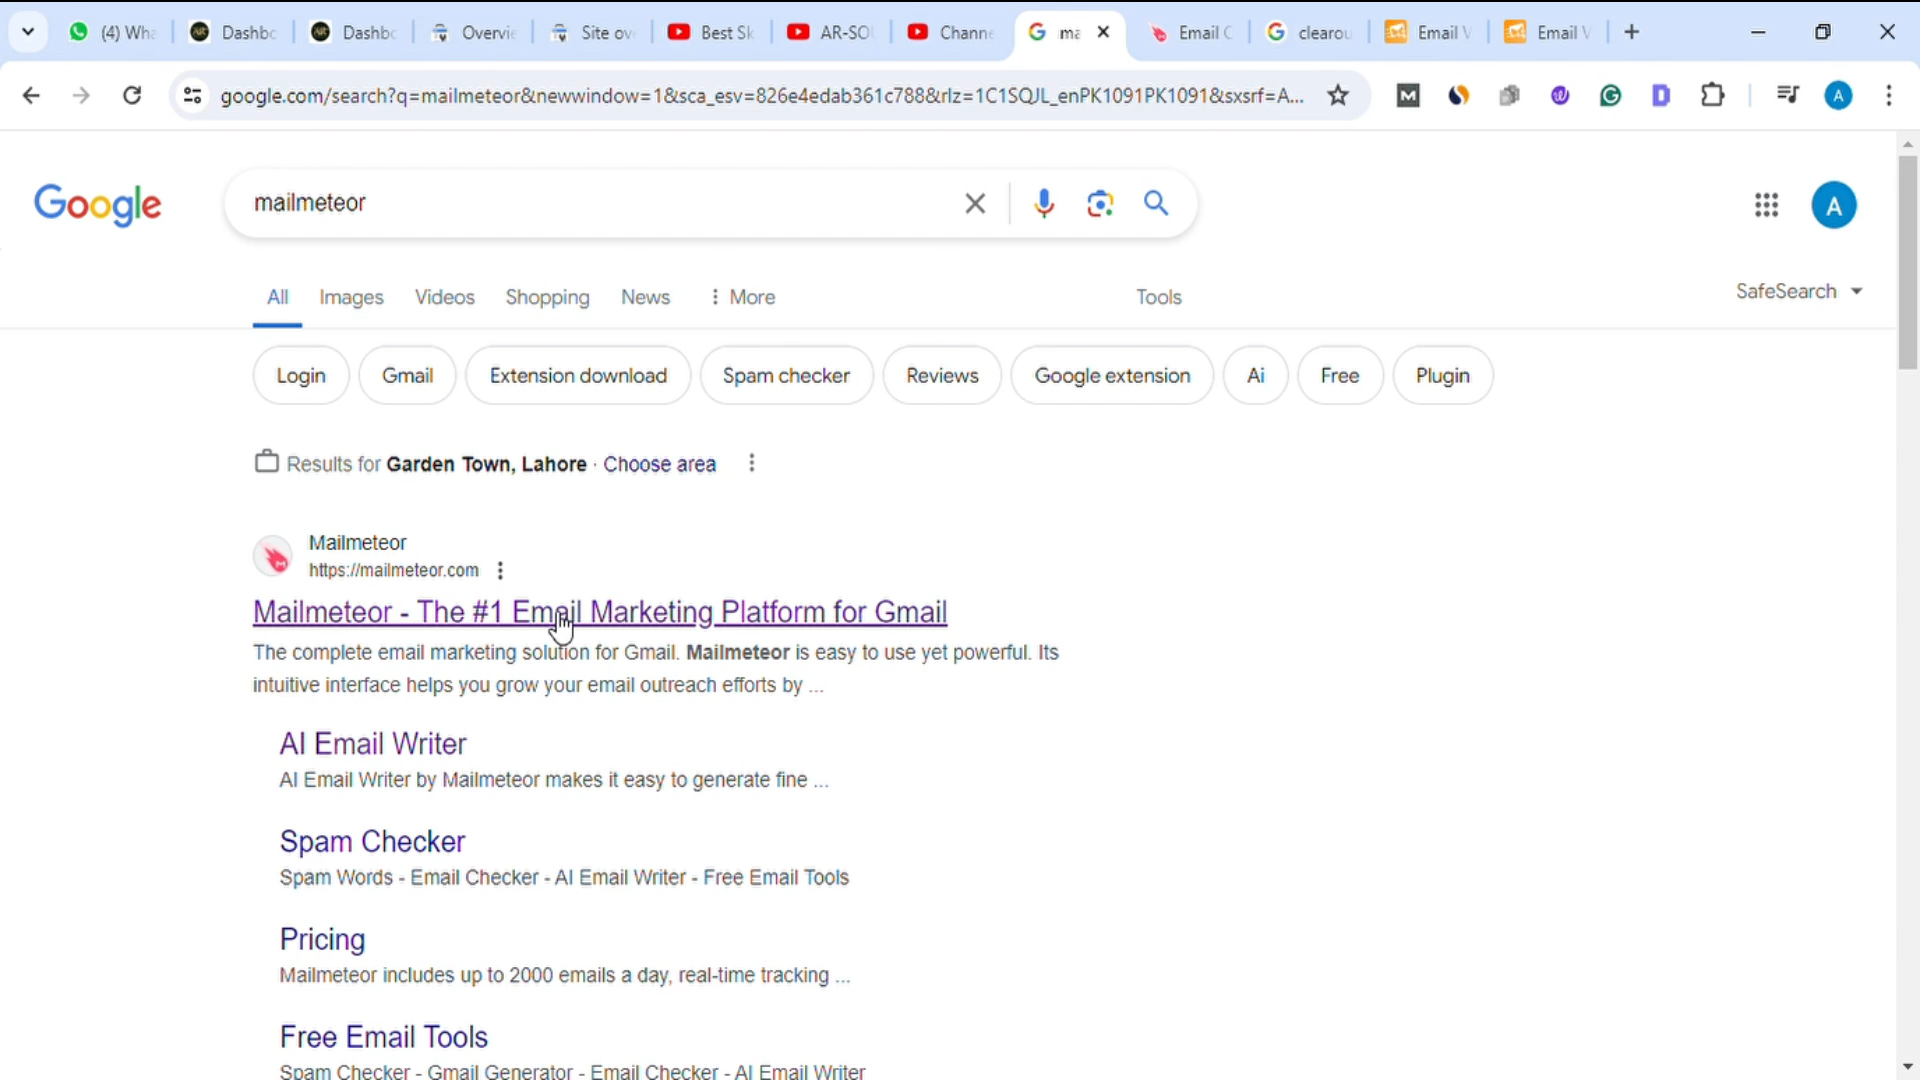 (4) Wha
Dashbo
Dashbo
Overvie
Site ov
Best Sk
AR-SO
Channe
ma
Email C
clearou
Email V
Email V
google.com/search?q=mailmeteor&newwindow=1&sca_esv=826e4edab361c788&rlz=1C1SQJL_enPK1091PK1091&sxsrf=A...
A
Google
mailmeteor
A
All
Images
Videos
Shopping
News
More
Tools
SafeSearch
Login
Gmail
Extension download
Spam checker
Reviews
Google extension
Ai
Free
Plugin
Results for Garden Town, Lahore · Choose area
Mailmeteor
https://mailmeteor.com
Mailmeteor - The #1 Email Marketing Platform for Gmail
The complete email marketing solution for Gmail. Mailmeteor is easy to use yet powerful. Its
intuitive interface helps you grow your email outreach efforts by ...
AI Email Writer
AI Email Writer by Mailmeteor makes it easy to generate fine ...
Spam Checker
Spam Words - Email Checker - AI Email Writer - Free Email Tools
Pricing
Mailmeteor includes up to 2000 emails a day, real-time tracking ...
Free Email Tools
Spam Checker - Gmail Generator - Email Checker - AI Email Writer